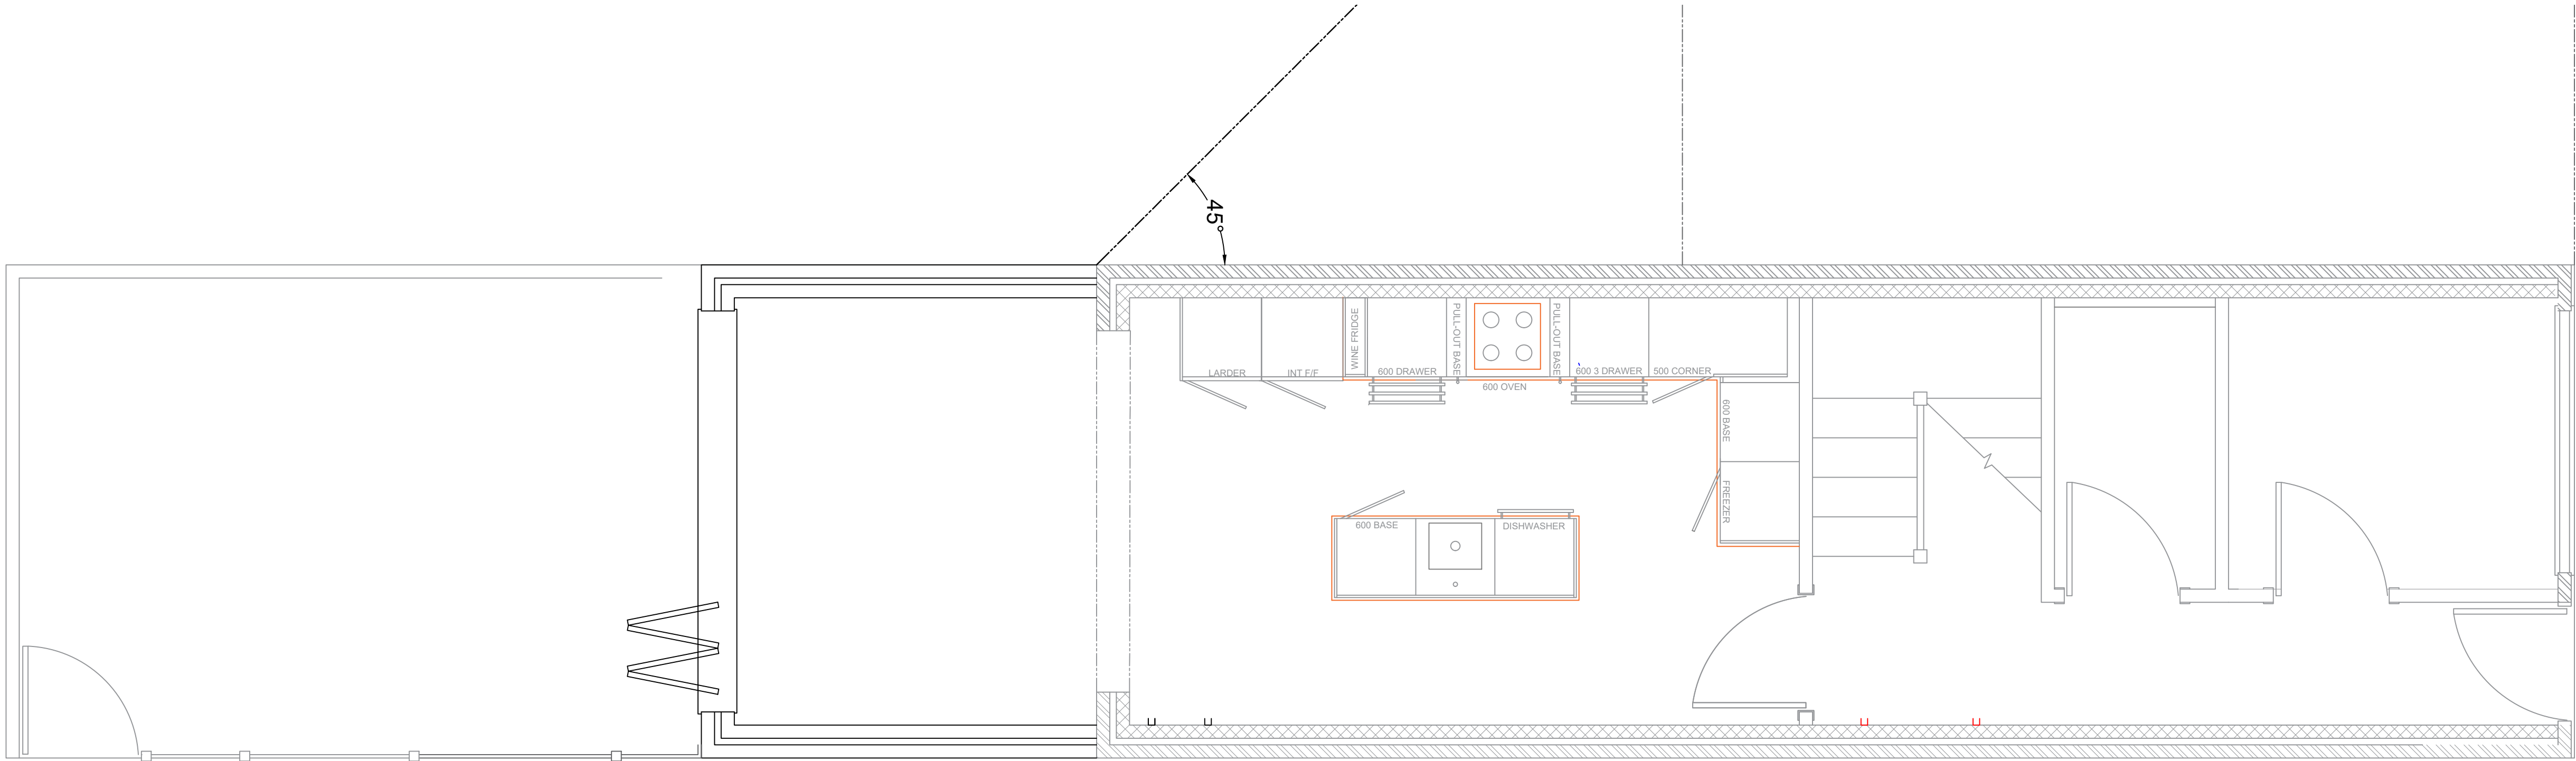 45°
LARDER
INT F/F
WINE FRIDGE
600 DRAWER
PULL-OUT BASE
600 OVEN
PULL-OUT BASE
600 3 DRAWER
500 CORNER
600 BASE
FREEZER
600 BASE
DISHWASHER